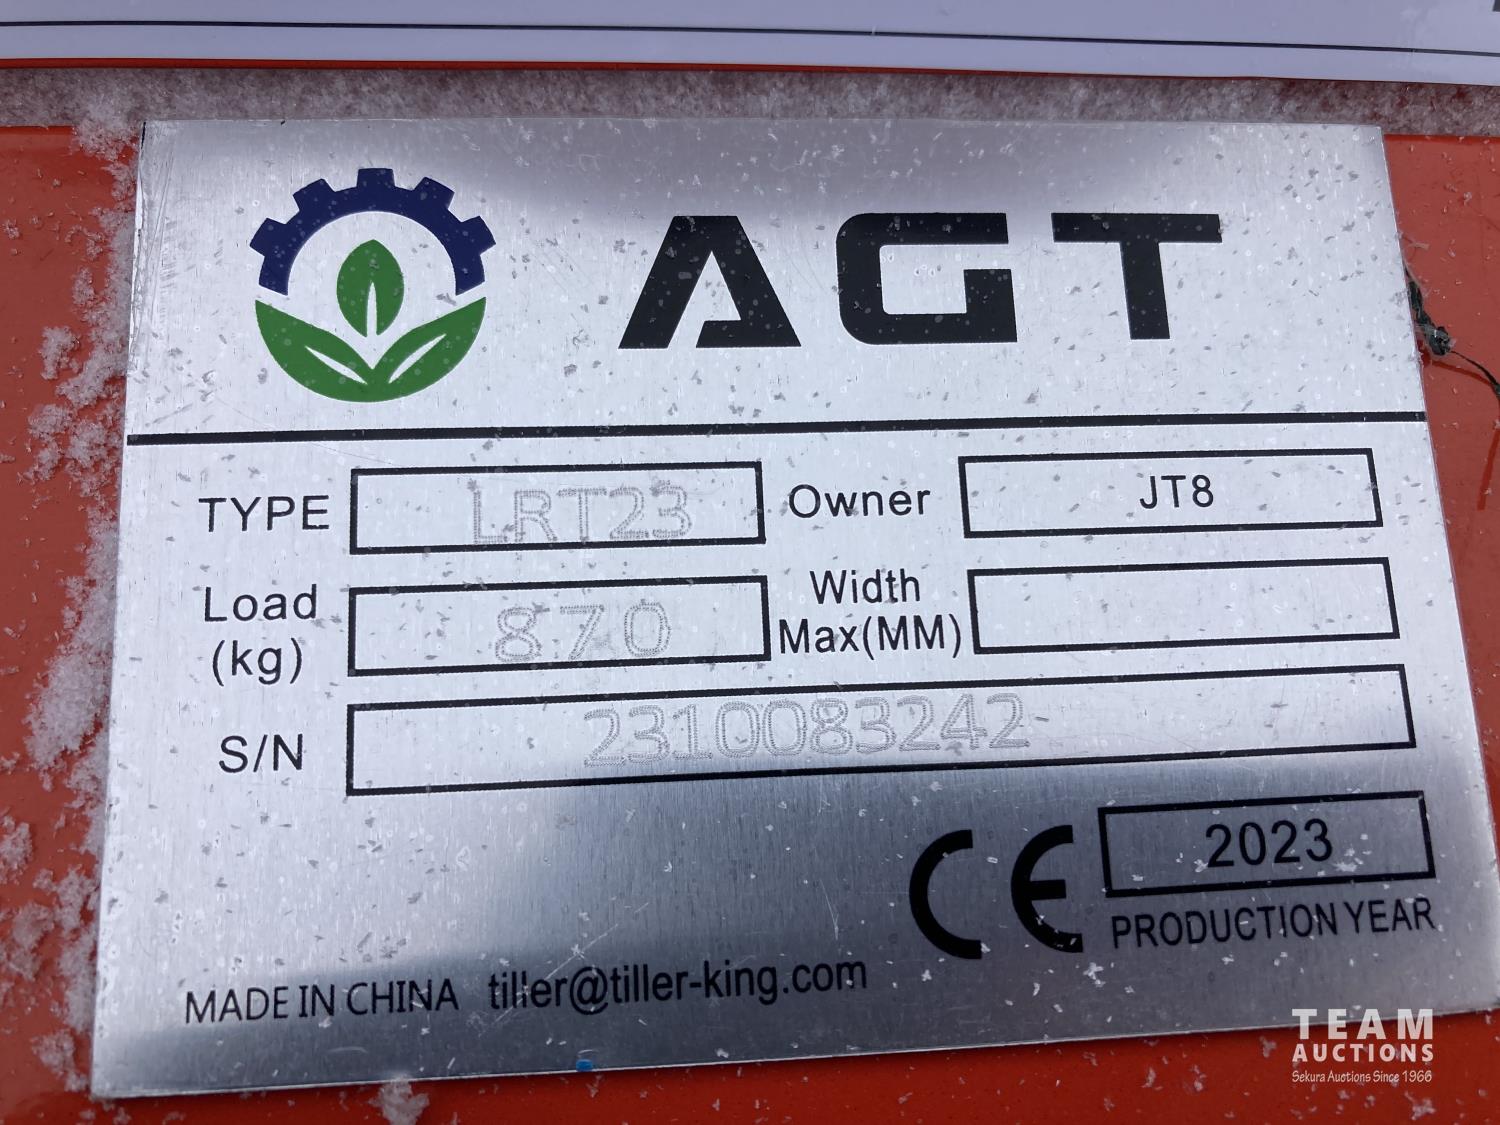 AGT
TYPE LRT23 Owner JT8
Load (kg) 870 Width Max(MM)
S/N 2310083242
CE 2023
PRODUCTION YEAR
MADE IN CHINA tiller@tiller-king.com
TEAM
AUCTIONS
Sekura Auctions Since 1966